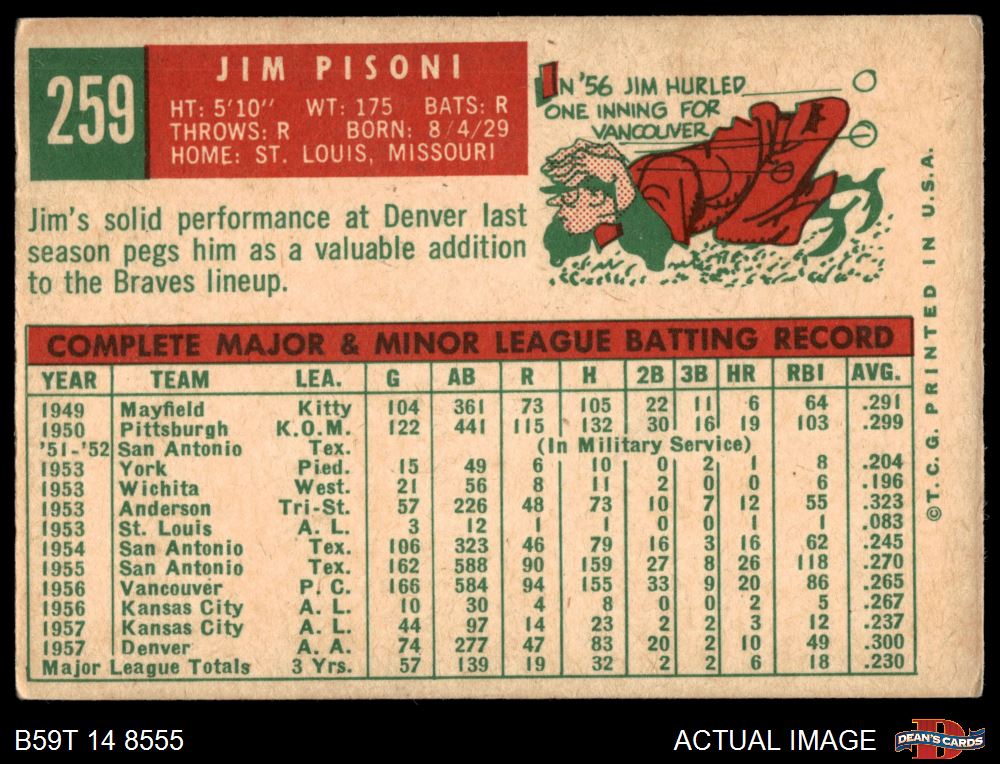 259
JIM PISONI
HT: 5'10" WT: 175 BATS: R
THROWS: R BORN: 8/4/29
HOME: ST. LOUIS, MISSOURI
IN '56 JIM HURLED
ONE INNING FOR
VANCOUVER
Jim's solid performance at Denver last
season pegs him as a valuable addition
to the Braves lineup.
COMPLETE MAJOR & MINOR LEAGUE BATTING RECORD
YEAR TEAM LEA. G AB R H 2B 3B HR RBI AVG.
1949 Mayfield Kitty 104 361 73 105 22 11 6 64 .291
1950 Pittsburgh K.O.M. 122 441 115 132 30 16 19 103 .299
'51-'52 San Antonio Tex. (In Military Service)
1953 York Pied. 15 49 6 10 0 2 1 8 .204
1953 Wichita West. 21 56 8 11 2 0 0 6 .196
1953 Anderson Tri-St. 57 226 48 73 10 7 12 55 .323
1953 St. Louis A. L. 3 12 1 1 0 0 1 1 .083
1954 San Antonio Tex. 106 323 46 79 16 3 16 62 .245
1955 San Antonio Tex. 162 588 90 159 27 8 26 118 .270
1956 Vancouver P. C. 166 584 94 155 33 9 20 86 .265
1956 Kansas City A. L. 10 30 4 8 0 0 2 5 .267
1957 Kansas City A. L. 44 97 14 23 2 2 3 12 .237
1957 Denver A. A. 74 277 47 83 20 2 10 49 .300
Major League Totals 3 Yrs. 57 139 19 32 2 2 6 18 .230
© T. C. G. PRINTED IN U.S.A.
B59T 14 8555
ACTUAL IMAGE
DEAN'S CARDS